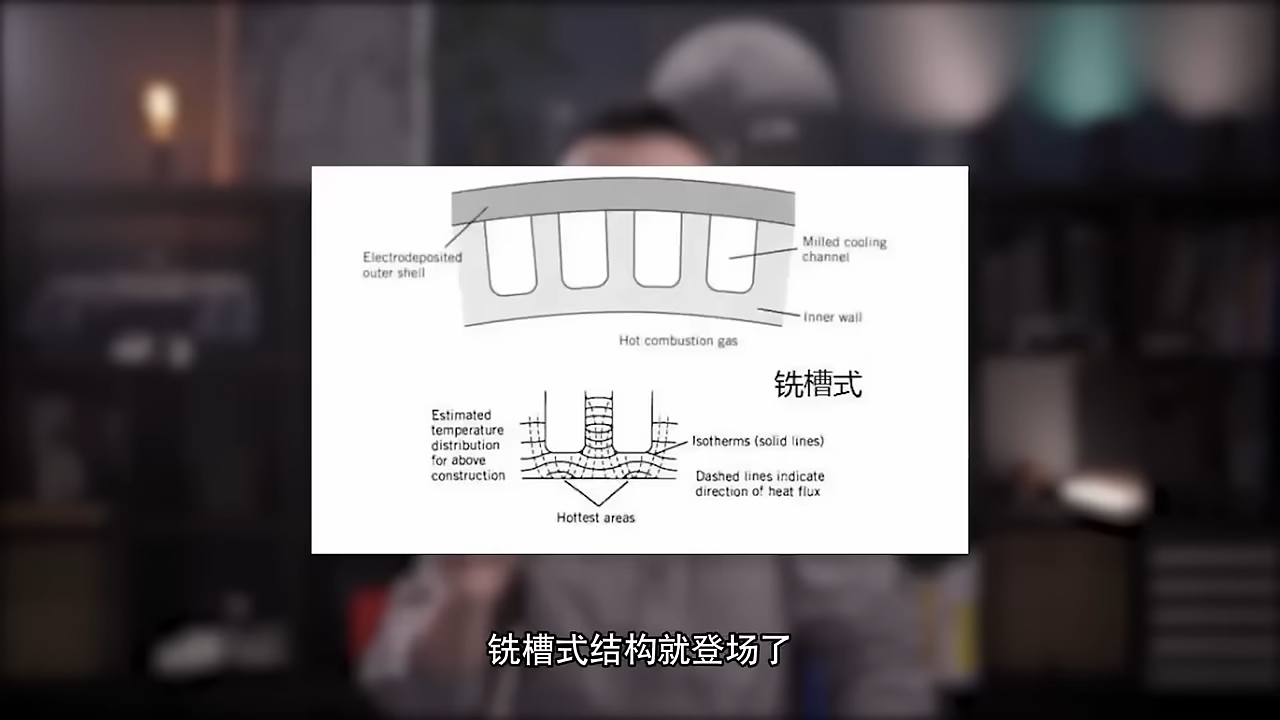 Electrodeposited
outer shell
Milled cooling
channel
Inner wall
Hot combustion gas
铣槽式
Estimated
temperature
distribution
for above
construction
Isotherms (solid lines)
Dashed lines indicate
direction of heat flux
Hottest areas
铣槽式结构就登场了